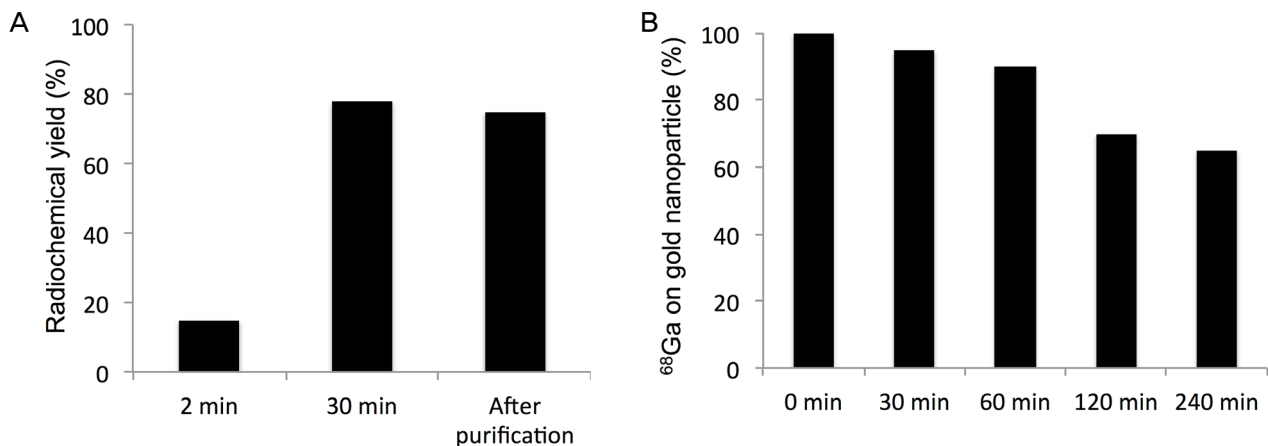 A
Radiochemical yield (%)
100
80
60
40
20
0
2 min
30 min
After
purification
B
⁶⁸Ga on gold nanoparticle (%)
100
80
60
40
20
0
0 min
30 min
60 min
120 min
240 min